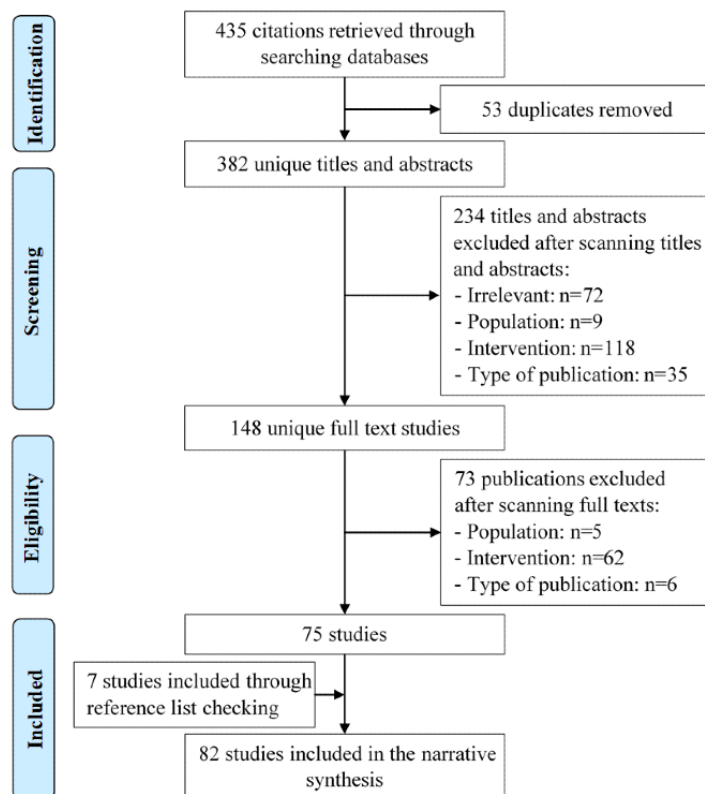 Identification
435 citations retrieved through
searching databases
53 duplicates removed
382 unique titles and abstracts
Screening
234 titles and abstracts
excluded after scanning titles
and abstracts:
- Irrelevant: n=72
- Population: n=9
- Intervention: n=118
- Type of publication: n=35
148 unique full text studies
Eligibility
73 publications excluded
after scanning full texts:
- Population: n=5
- Intervention: n=62
- Type of publication: n=6
75 studies
Included
7 studies included through
reference list checking
82 studies included in the narrative
synthesis